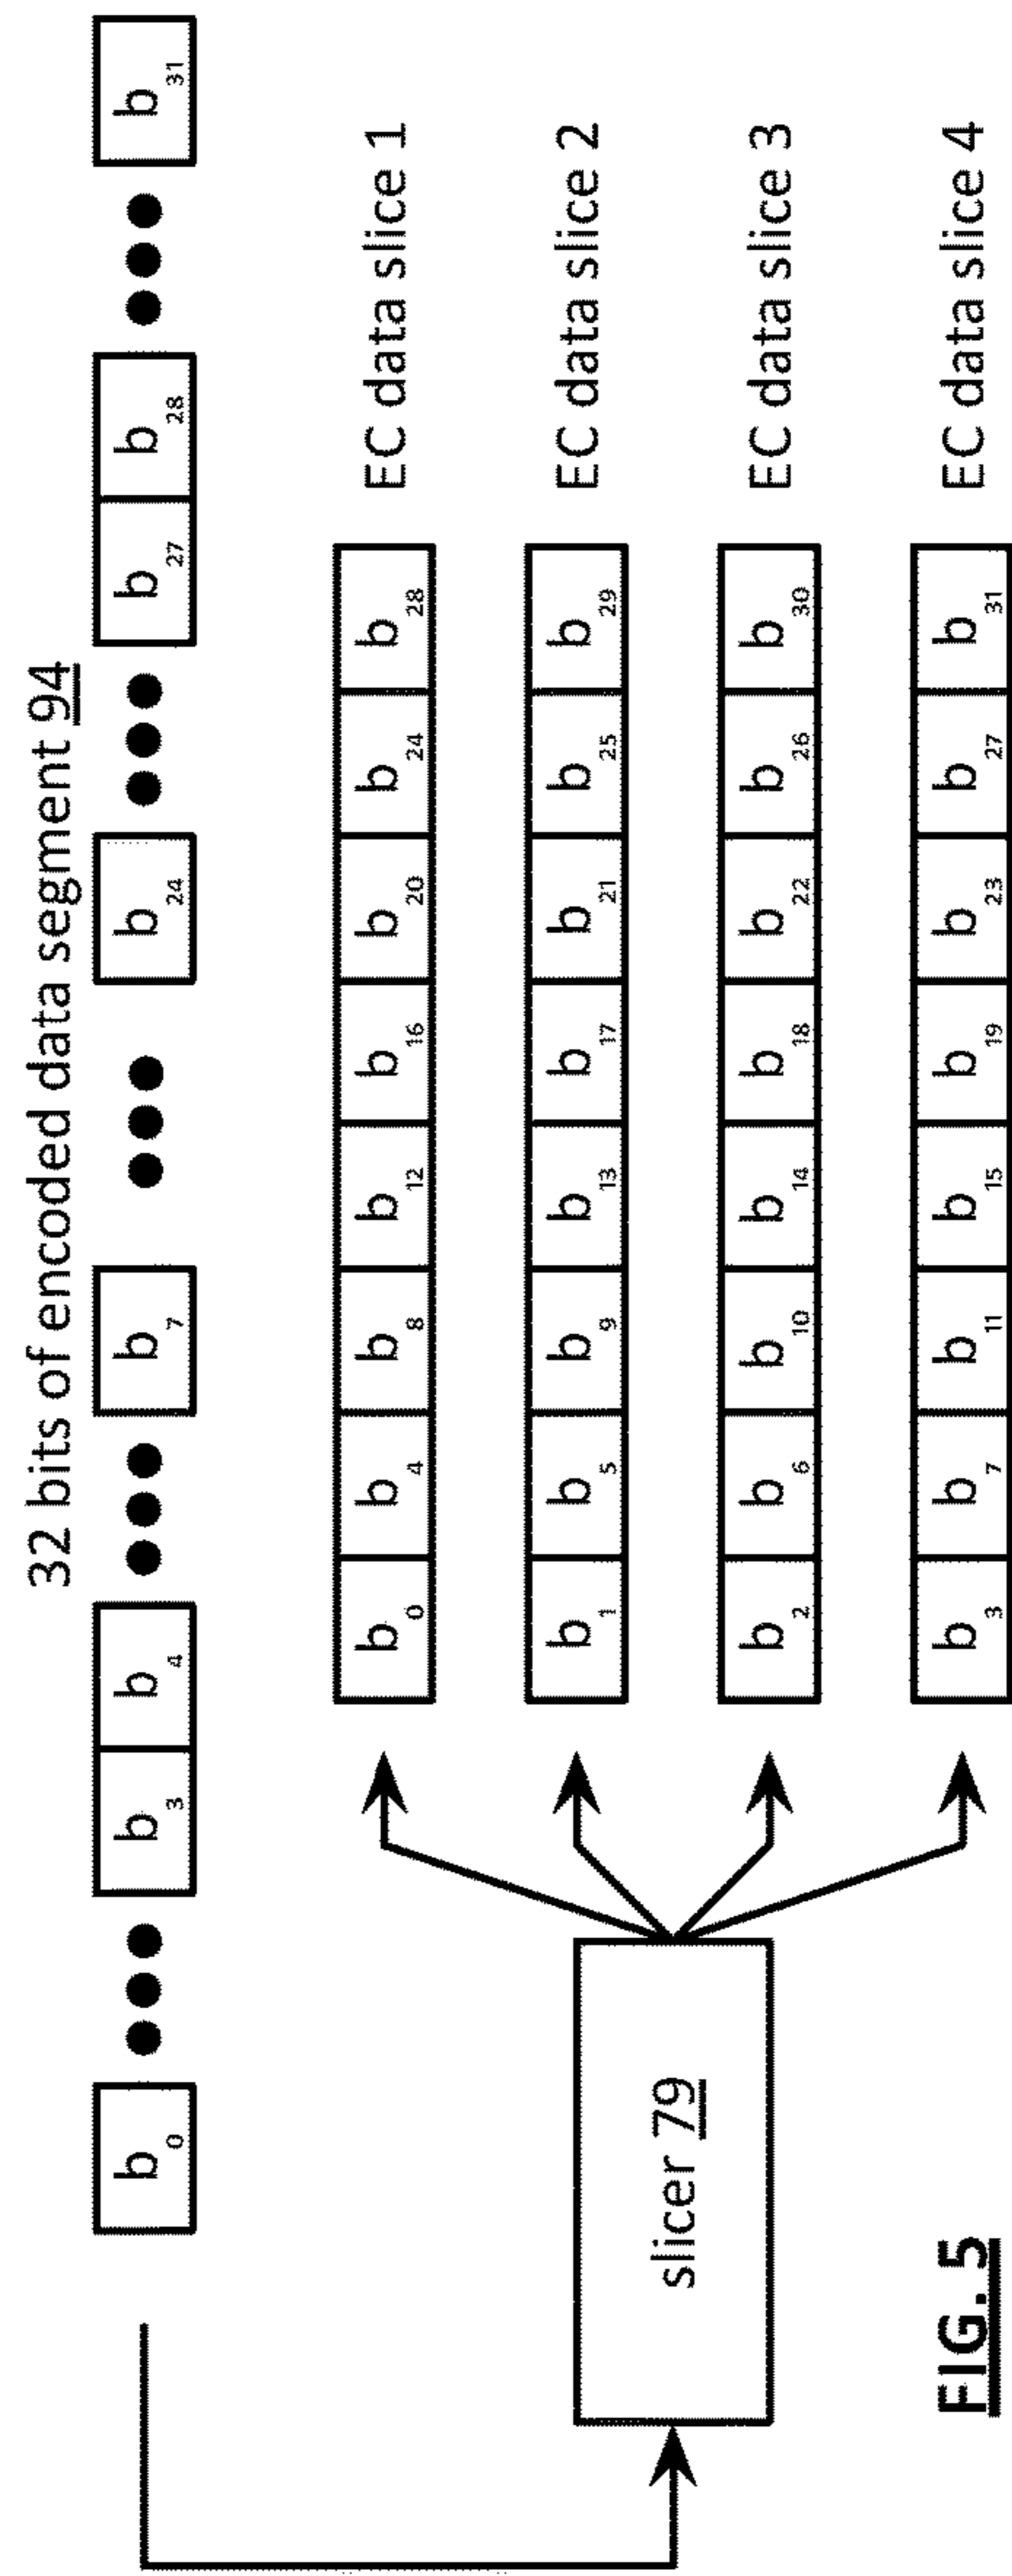 32 bits of encoded data segment 94
b0 ●●● b3 b4 ●●● b7 ●●● b24 ●●● b27 b28 ●●● b31
b0 b4 b8 b12 b16 b20 b24 b28 EC data slice 1
b1 b5 b9 b13 b17 b21 b25 b29 EC data slice 2
slicer 79
b2 b6 b10 b14 b18 b22 b26 b30 EC data slice 3
b3 b7 b11 b15 b19 b23 b27 b31 EC data slice 4
FIG. 5